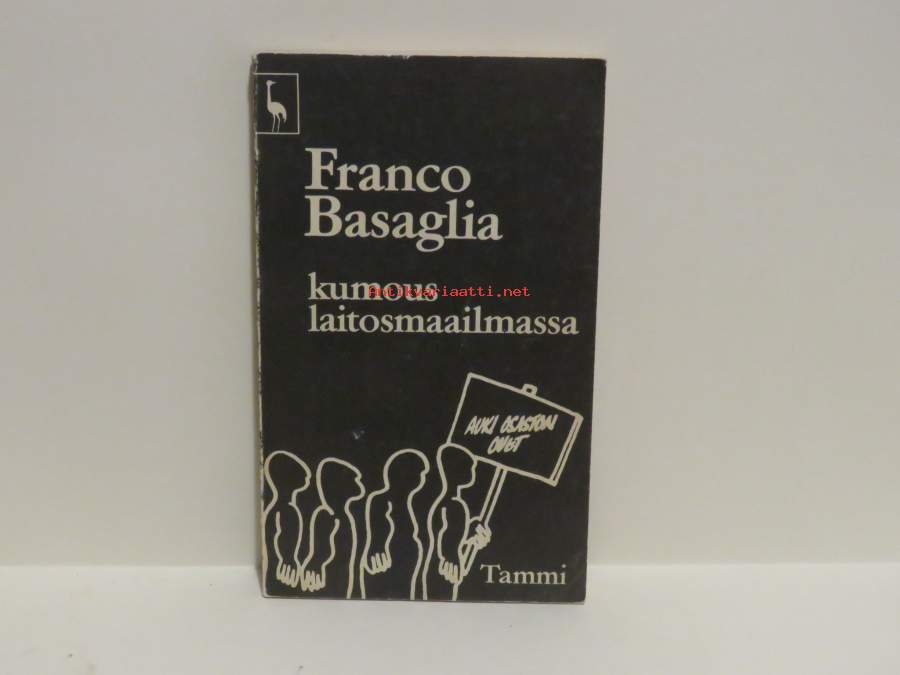 Franco
Basaglia
kumous
Antikvariaatti.net
laitosmaailmassa
AUKI OSASTON
OVET
Tammi